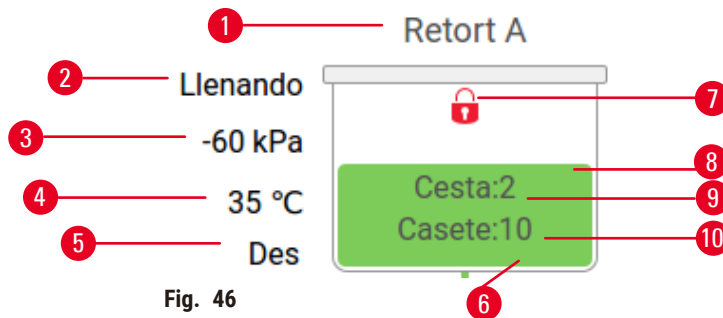 1 Retort A
2 Llenando
7
3 -60 kPa
8
Cesta:2
4 35 °C
9
Casete:10
10
5 Des
6
Fig. 46